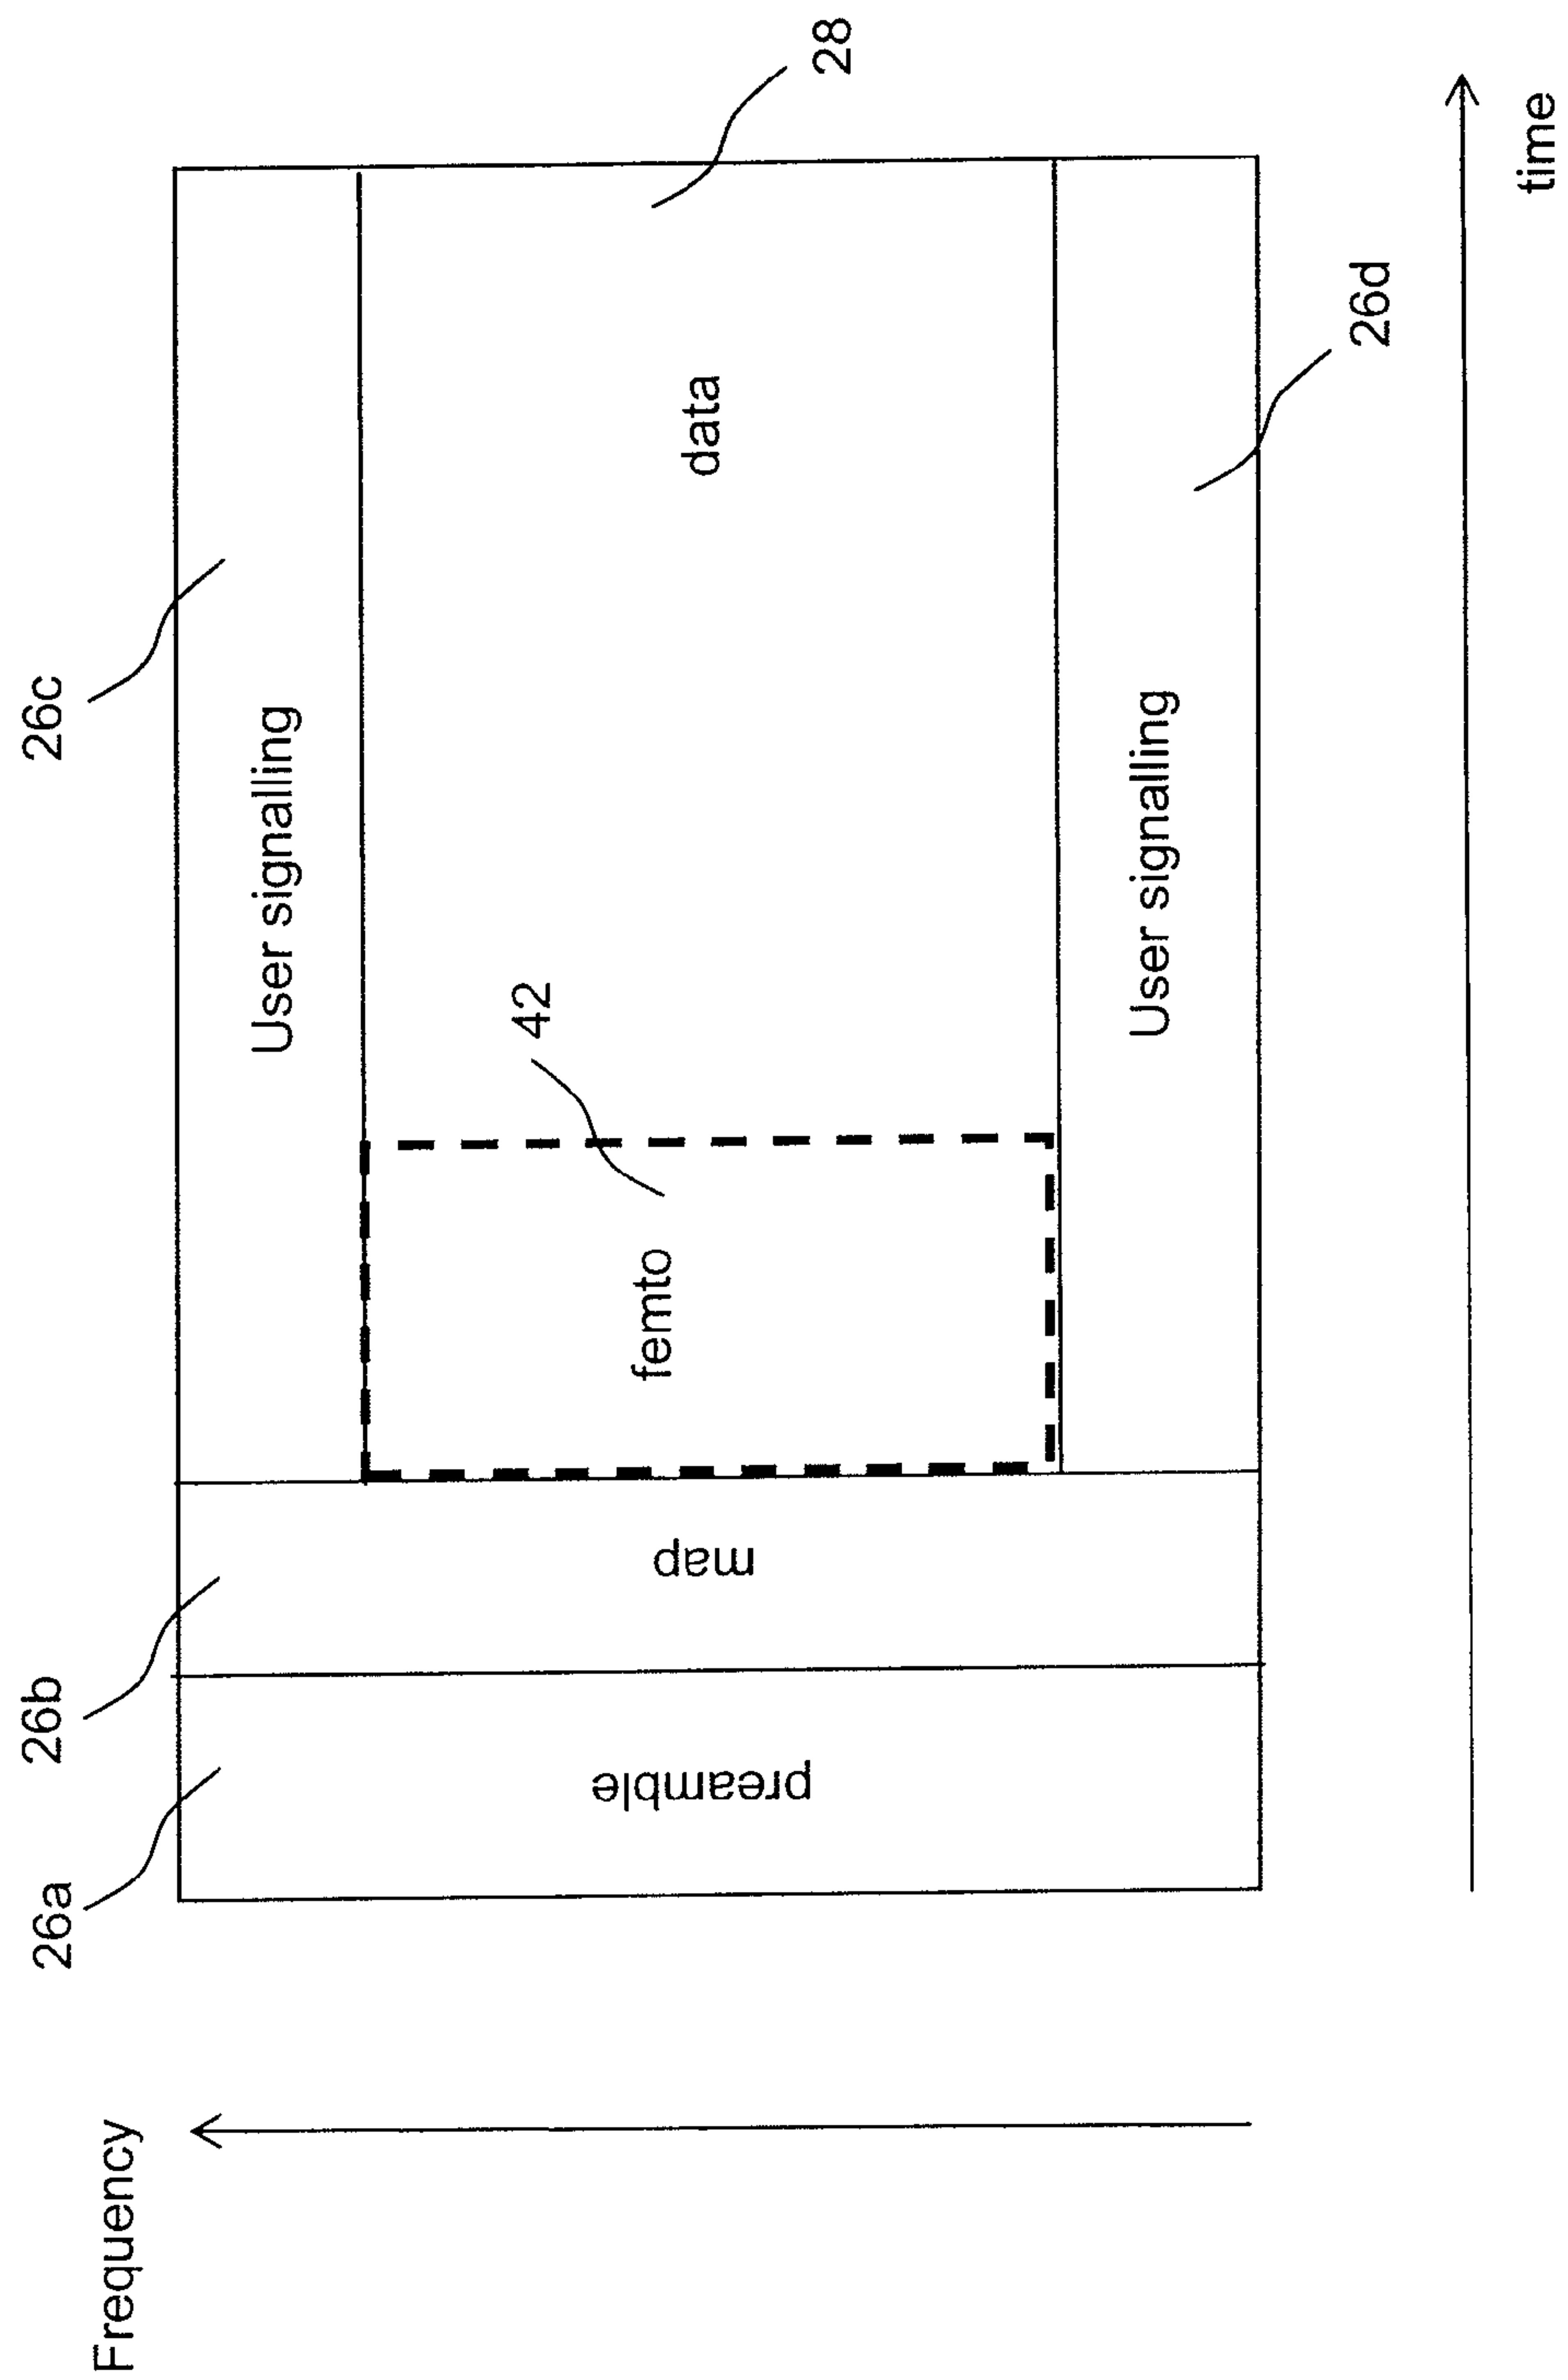 Frequency
26a
26b
26c
preamble
map
User signalling
42
femto
data
28
User signalling
26d
time